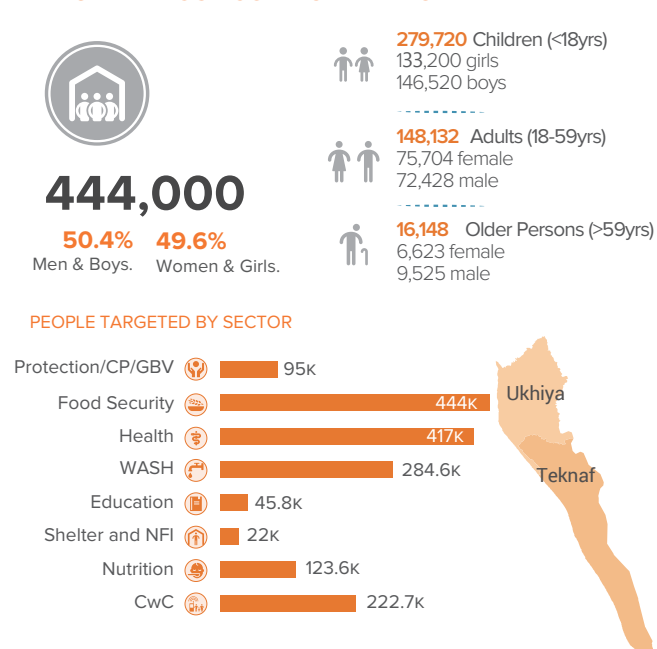 279,720 Children (<18yrs)
133,200 girls
146,520 boys
148,132 Adults (18-59yrs)
75,704 female
72,428 male
16,148 Older Persons (>59yrs)
6,623 female
9,525 male
444,000
50.4% 49.6%
Men & Boys. Women & Girls.
PEOPLE TARGETED BY SECTOR
Protection/CP/GBV 95K
Food Security 444K
Health 417K
WASH 284.6K
Education 45.8K
Shelter and NFI 22K
Nutrition 123.6K
CwC 222.7K
Ukhiya
Teknaf